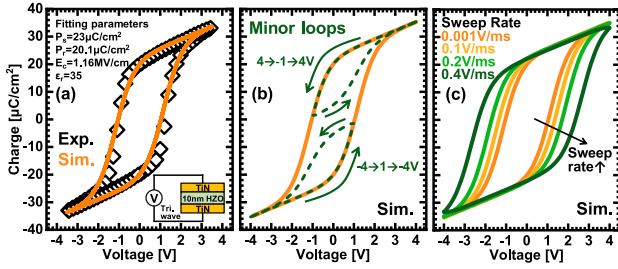 Fitting parameters
Pₛ=23μC/cm²
Pᵣ=20.1μC/cm²
E꜀=1.16MV/cm
εᵣ=35
(a)
Exp.
Sim.
V
Tri.
wave
TiN
10nm HZO
TiN
Charge [μC/cm²]
40
30
20
10
0
-10
-20
-30
-40
-4 -3 -2 -1 0 1 2 3 4
Voltage [V]
Minor loops
4→-1→4V
(b)
-4→1→-4V
Sim.
-4 -3 -2 -1 0 1 2 3 4
Voltage [V]
(c)
Sweep Rate
0.001V/ms
0.1V/ms
0.2V/ms
0.4V/ms
Sweep
rate↑
Sim.
-4 -3 -2 -1 0 1 2 3 4
Voltage [V]